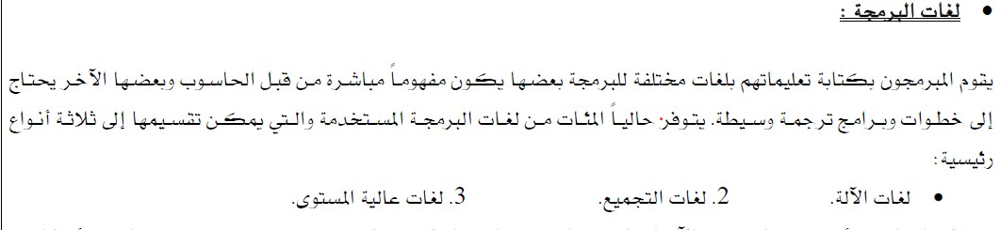 • لغات البرمجة :
يقوم المبرمجون بكتابة تعليماتهم بلغات مختلفة للبرمجة بعضها يكون مفهوماً مباشرة من قبل الحاسوب وبعضها الآخر يحتاج
إلى خطوات وبرامج ترجمة وسيطة. يتوفر حالياً المئات من لغات البرمجة المستخدمة والتي يمكن تقسيمها إلى ثلاثة أنواع
رئيسية:
• لغات الآلة. 2. لغات التجميع. 3. لغات عالية المستوى.